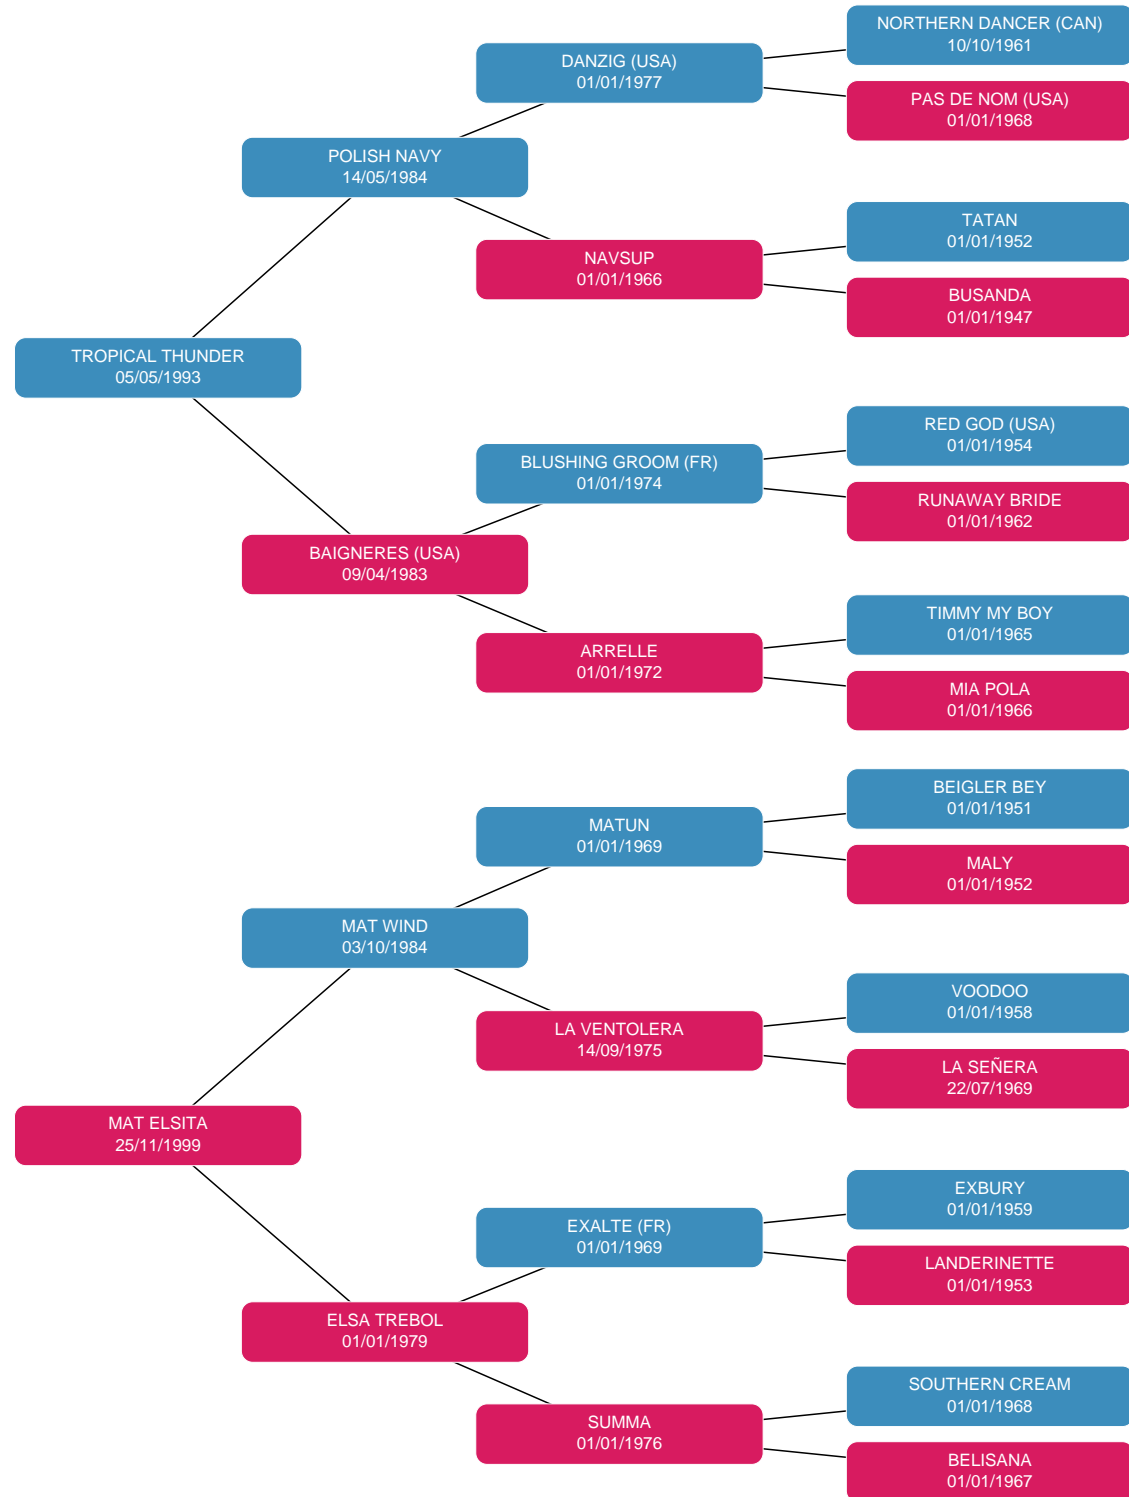 NORTHERN DANCER (CAN)
10/10/1961
DANZIG (USA)
01/01/1977
PAS DE NOM (USA)
01/01/1968
POLISH NAVY
14/05/1984
TATAN
01/01/1952
NAVSUP
01/01/1966
BUSANDA
01/01/1947
TROPICAL THUNDER
05/05/1993
RED GOD (USA)
01/01/1954
BLUSHING GROOM (FR)
01/01/1974
RUNAWAY BRIDE
01/01/1962
BAIGNERES (USA)
09/04/1983
TIMMY MY BOY
01/01/1965
ARRELLE
01/01/1972
MIA POLA
01/01/1966
BEIGLER BEY
01/01/1951
MATUN
01/01/1969
MALY
01/01/1952
MAT WIND
03/10/1984
VOODOO
01/01/1958
LA VENTOLERA
14/09/1975
LA SEÑERA
22/07/1969
MAT ELSITA
25/11/1999
EXBURY
01/01/1959
EXALTE (FR)
01/01/1969
LANDERINETTE
01/01/1953
ELSA TREBOL
01/01/1979
SOUTHERN CREAM
01/01/1968
SUMMA
01/01/1976
BELISANA
01/01/1967